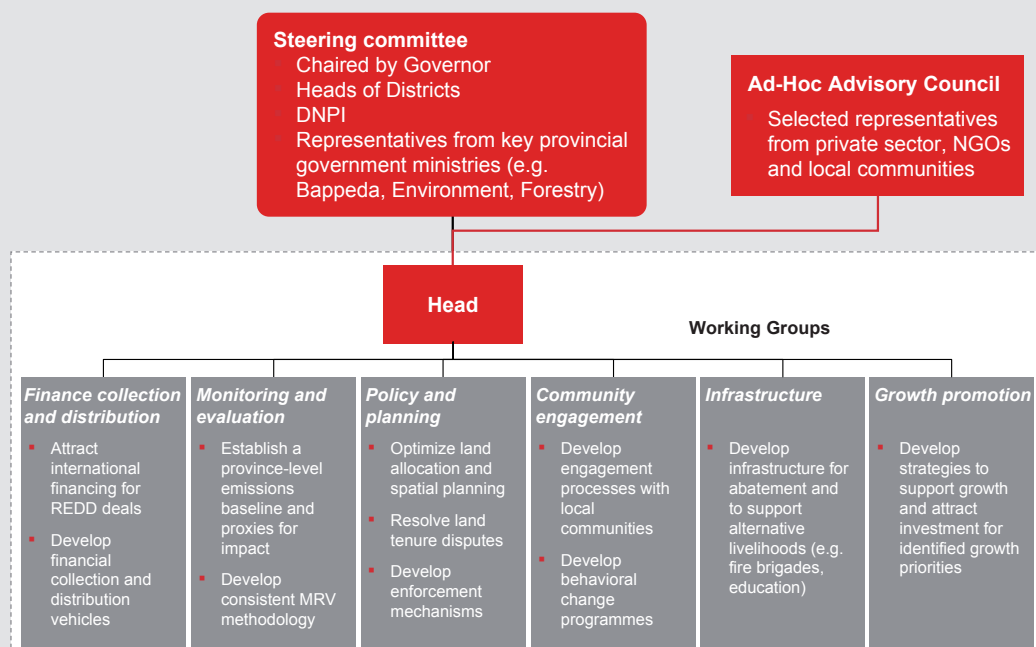 Steering committee
Chaired by Governor
Heads of Districts
DNPI
Representatives from key provincial
government ministries (e.g.
Bappeda, Environment, Forestry)
Ad-Hoc Advisory Council
Selected representatives
from private sector, NGOs
and local communities
Head
Working Groups
Finance collection
and distribution
▪ Attract
international
financing for
REDD deals
▪ Develop
financial
collection and
distribution
vehicles
Monitoring and
evaluation
▪ Establish a
province-level
emissions
baseline and
proxies for
impact
▪ Develop
consistent MRV
methodology
Policy and
planning
▪ Optimize land
allocation and
spatial planning
▪ Resolve land
tenure disputes
▪ Develop
enforcement
mechanisms
Community
engagement
▪ Develop
engagement
processes with
local
communities
▪ Develop
behavioral
change
programmes
Infrastructure
▪ Develop
infrastructure for
abatement and
to support
alternative
livelihoods (e.g.
fire brigades,
education)
Growth promotion
▪ Develop
strategies to
support growth
and attract
investment for
identified growth
priorities